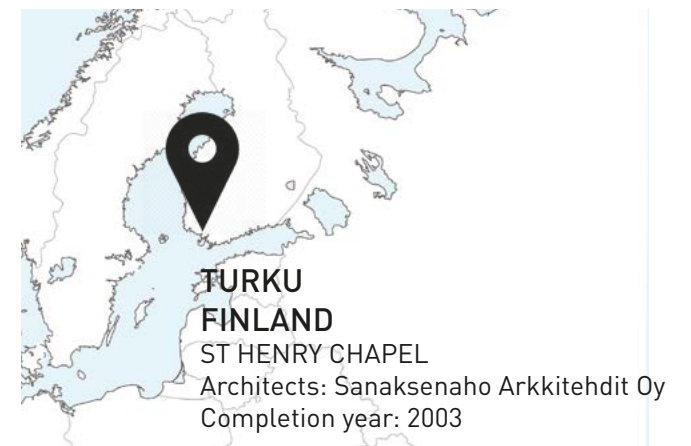 TURKU
FINLAND
ST HENRY CHAPEL
Architects: Sanaksenaho Arkkitehdit Oy
Completion year: 2003